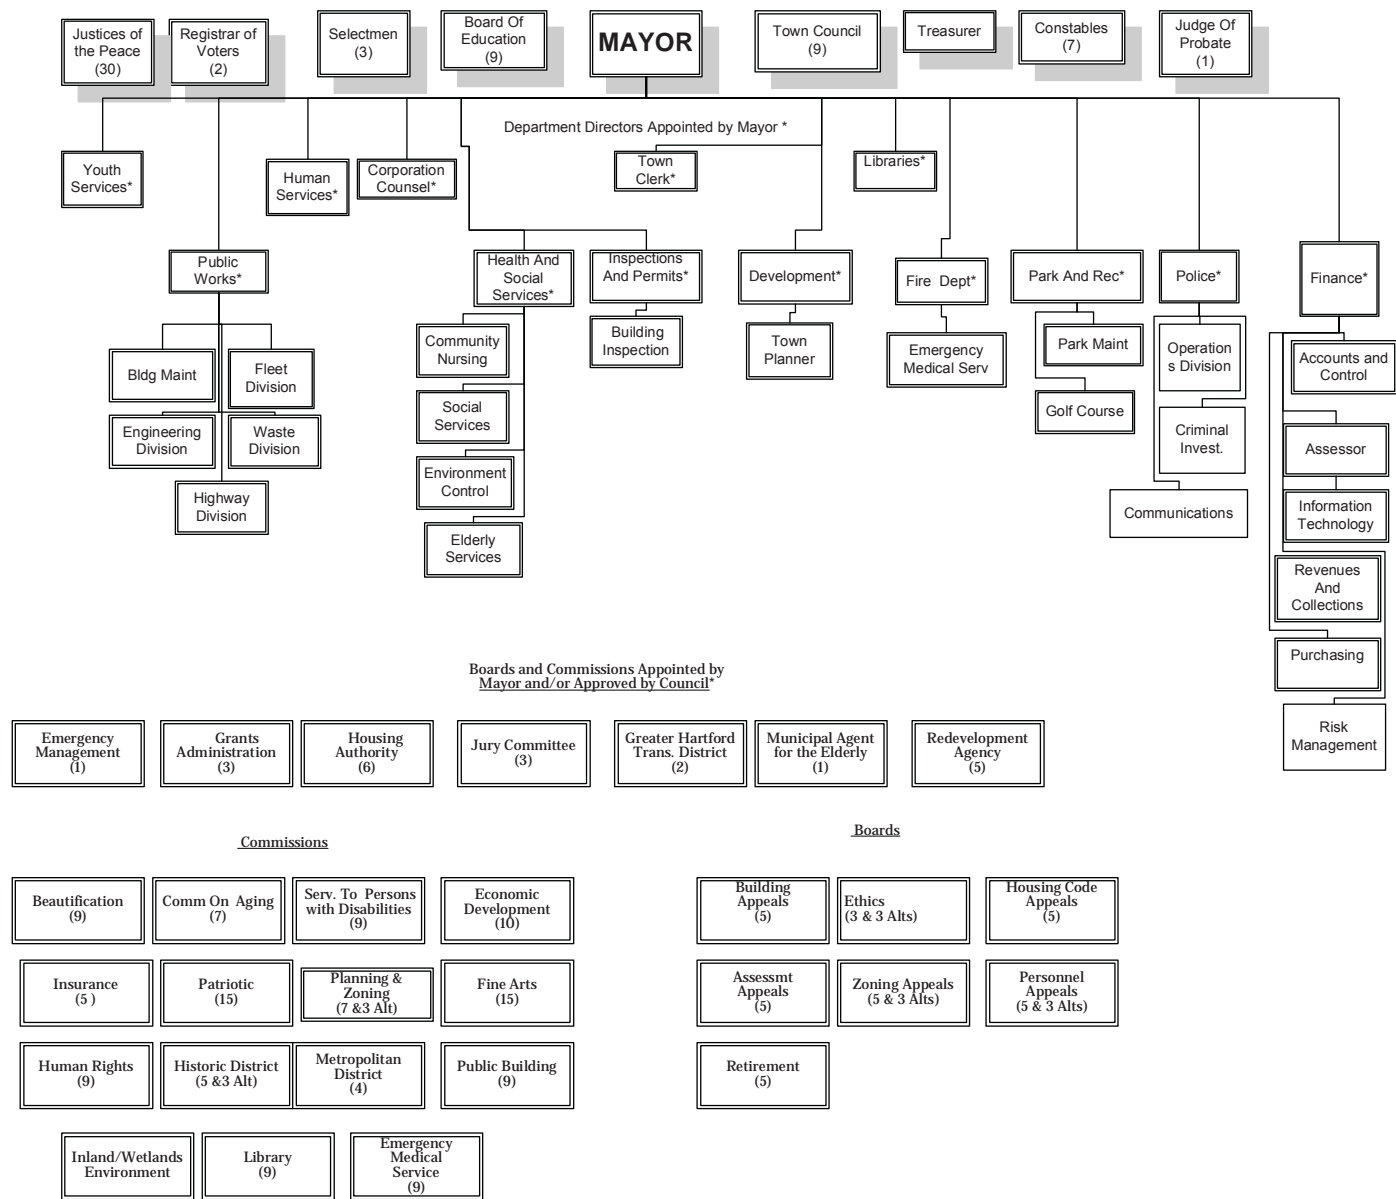 Justices of
the Peace
(30)
Registrar of
Voters
(2)
Selectmen
(3)
Board Of
Education
(9)
MAYOR
Town Council
(9)
Treasurer
Constables
(7)
Judge Of
Probate
(1)
Department Directors Appointed by Mayor *
Youth
Services*
Human
Services*
Corporation
Counsel*
Town
Clerk*
Libraries*
Public
Works*
Health And
Social
Services*
Inspections
And Permits*
Development*
Fire Dept*
Park And Rec*
Police*
Finance*
Bldg Maint
Fleet
Division
Engineering
Division
Waste
Division
Highway
Division
Community
Nursing
Social
Services
Environment
Control
Elderly
Services
Building
Inspection
Town
Planner
Emergency
Medical Serv
Park Maint
Golf Course
Operation
s Division
Criminal
Invest.
Communications
Accounts and
Control
Assessor
Information
Technology
Revenues
And
Collections
Purchasing
Risk
Management
Boards and Commissions Appointed by
Mayor and/or Approved by Council*
Emergency
Management
(1)
Grants
Administration
(3)
Housing
Authority
(6)
Jury Committee
(3)
Greater Hartford
Trans. District
(2)
Municipal Agent
for the Elderly
(1)
Redevelopment
Agency
(5)
Commissions
Beautification
(9)
Comm On Aging
(7)
Serv. To Persons
with Disabilities
(9)
Economic
Development
(10)
Insurance
(5 )
Patriotic
(15)
Planning &
Zoning
(7 &3 Alt)
Fine Arts
(15)
Human Rights
(9)
Historic District
(5 &3 Alt)
Metropolitan
District
(4)
Public Building
(9)
Inland/Wetlands
Environment
Library
(9)
Emergency
Medical
Service
(9)
Boards
Building
Appeals
(5)
Ethics
(3 & 3 Alts)
Housing Code
Appeals
(5)
Assessmt
Appeals
(5)
Zoning Appeals
(5 & 3 Alts)
Personnel
Appeals
(5 & 3 Alts)
Retirement
(5)